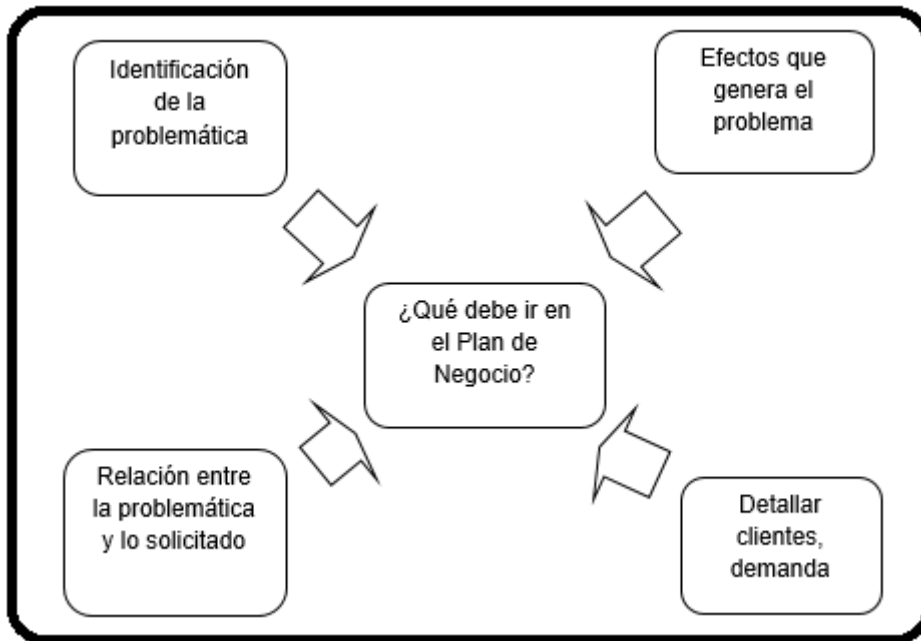 Identificación
de la
problemática
Efectos que
genera el
problema
¿Qué debe ir en
el Plan de
Negocio?
Relación entre
la problemática
y lo solicitado
Detallar
clientes,
demanda